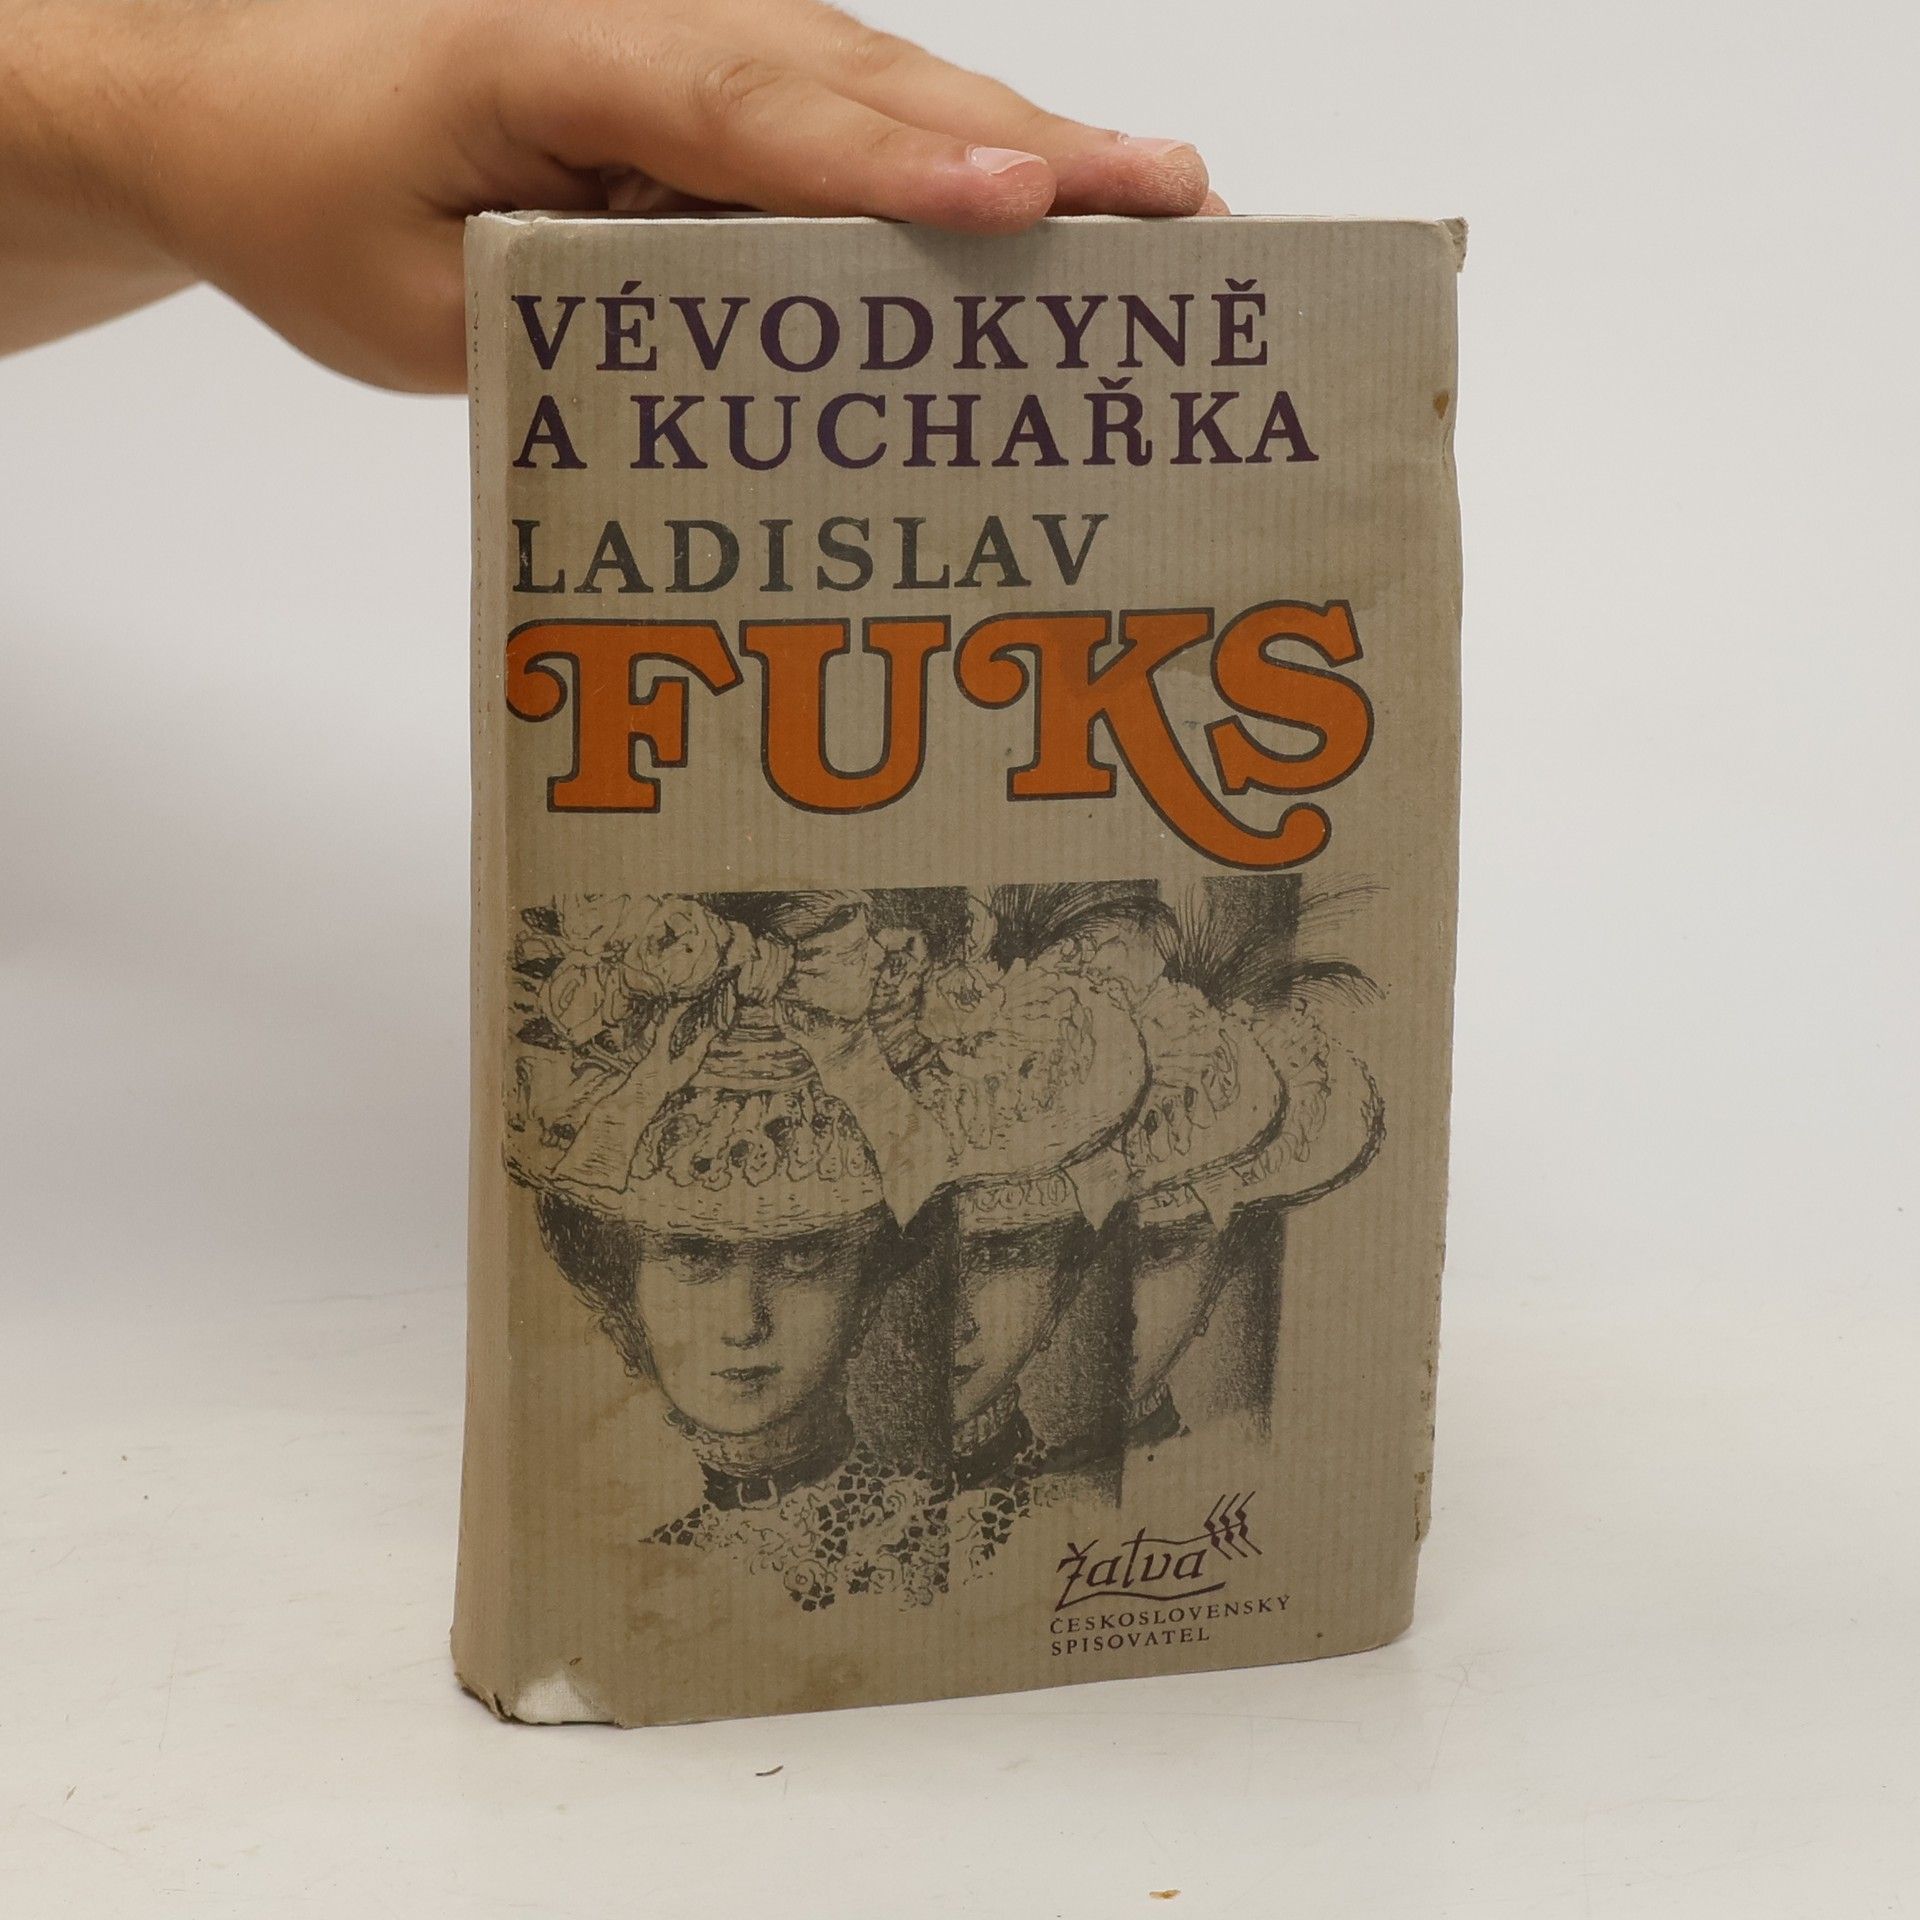 VÉVODKYNĚ
A KUCHAŘKA
LADISLAV
FUKS
Žatva
ČESKOSLOVENSKÝ
SPISOVATEL